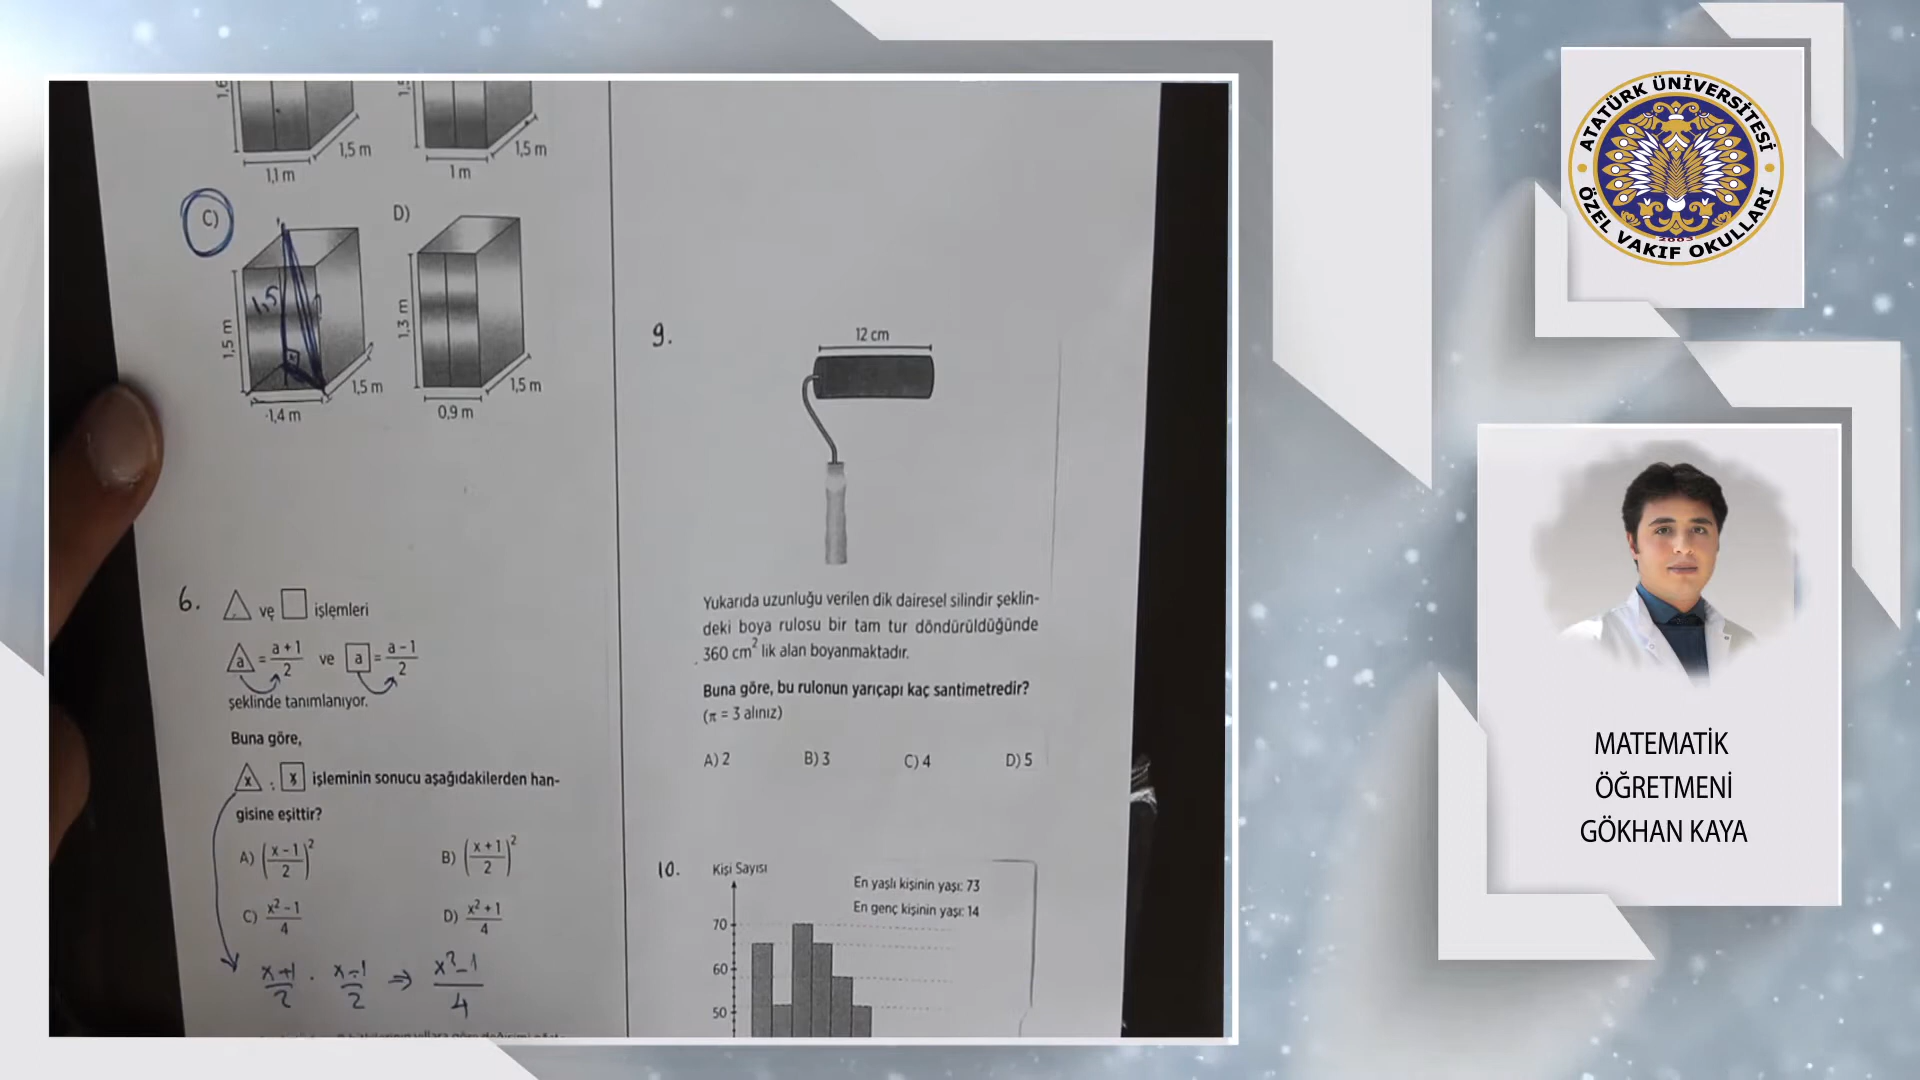 1,5 m
1,5 m
1,1 m
1 m
C)
D)
1,5
1,5 m
1,3 m
1,5 m
1,5 m
1,4 m
0,9 m
6.
ve
işlemleri
a = a + 1 / 2 ve a = a - 1 / 2
şeklinde tanımlanıyor.
Buna göre,
x . x işleminin sonucu aşağıdakilerden han-
gisine eşittir?
A) (x - 1 / 2)²
B) (x + 1 / 2)²
C) x² - 1 / 4
D) x² + 1 / 4
x+1 / 2 . x-1 / 2 ⇒ x²-1 / 4
9.
12 cm
Yukarıda uzunluğu verilen dik dairesel silindir şeklin-
deki boya rulosu bir tam tur döndürüldüğünde
360 cm² lik alan boyanmaktadır.
Buna göre, bu rulonun yarıçapı kaç santimetredir?
(π = 3 alınız)
A) 2
B) 3
C) 4
D) 5
10.
Kişi Sayısı
En yaşlı kişinin yaşı: 73
En genç kişinin yaşı: 14
70
60
50
ATATÜRK ÜNİVERSİTESİ
ÖZEL VAKIF OKULLARI
2003
MATEMATİK
ÖĞRETMENİ
GÖKHAN KAYA